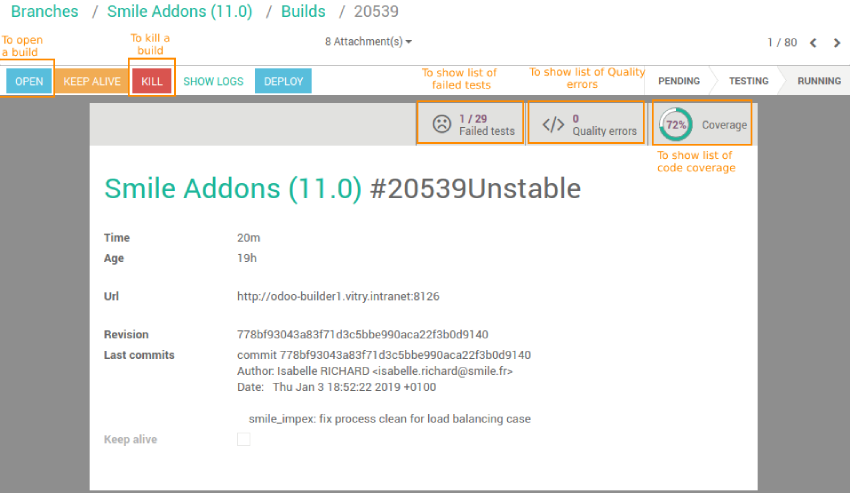 Branches / Smile Addons (11.0) / Builds / 20539
To open
a build
To kill a
build
8 Attachment(s)
1 / 80
OPEN KEEP ALIVE KILL SHOW LOGS DEPLOY
To show list of
failed tests
To show list of Quality
errors
PENDING TESTING RUNNING
1 / 29
Failed tests
0
Quality errors
72% Coverage
To show list of
code coverage
Smile Addons (11.0) #20539Unstable
Time 20m
Age 19h
Url http://odoo-builder1.vitry.intranet:8126
Revision 778bf93043a83f71d3c5bbe990aca22f3b0d9140
Last commits commit 778bf93043a83f71d3c5bbe990aca22f3b0d9140
Author: Isabelle RICHARD <isabelle.richard@smile.fr>
Date: Thu Jan 3 18:52:22 2019 +0100
smile_impex: fix process clean for load balancing case
Keep alive